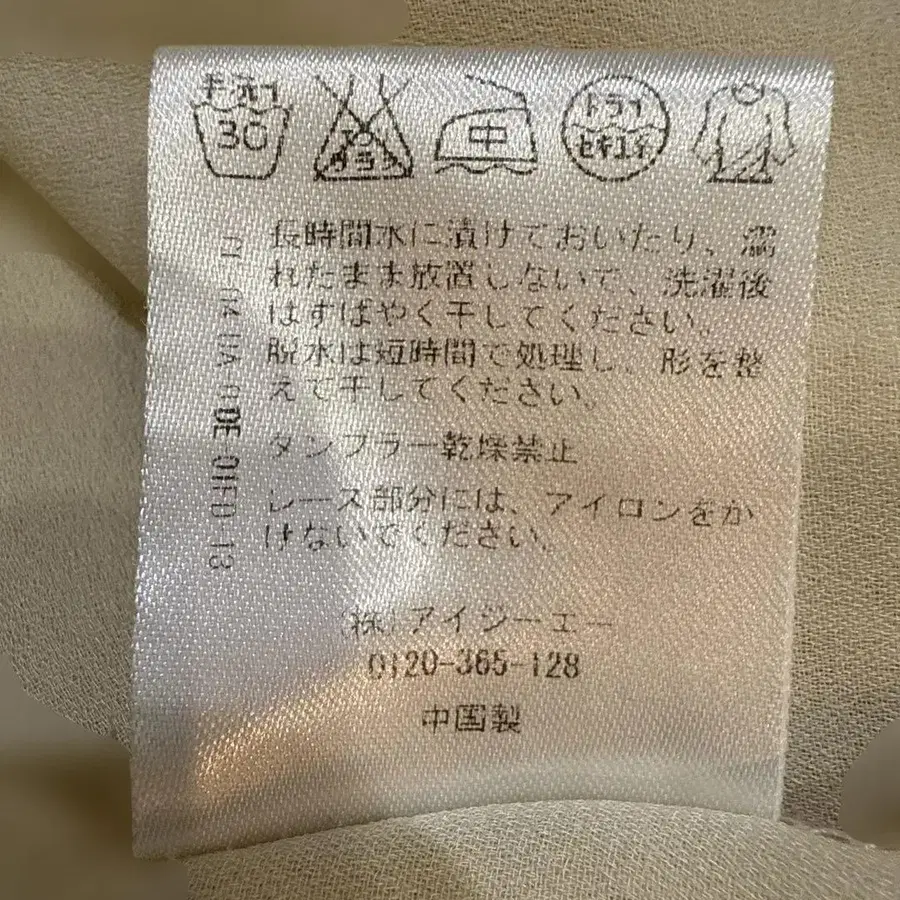 手洗イ
30
エンソ
サラシ
中
ドライ
セキユ系
長時間水に漬けておいたり、濡
れたまま放置しないで、洗濯後
はすばやく干してください。
脱水は短時間で処理し、形を整
えて干してください。
タンブラー乾燥禁止
レース部分には、アイロンをか
けないでください。
(株)アイジーエー
0120-365-128
中国製